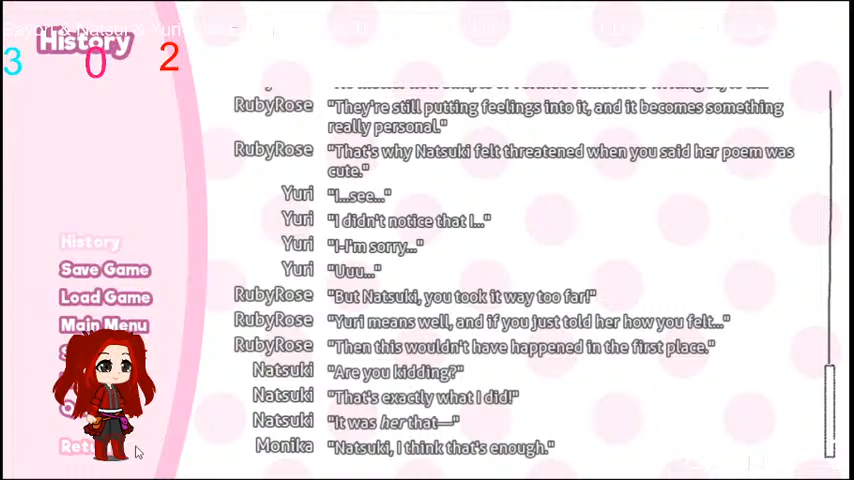 Sayori & Natsuki & Yuri
History
3 0 2
RubyRose "They're still putting feelings into it, and it becomes something
really personal."
RubyRose "That's why Natsuki felt threatened when you said her poem was
cute."
Yuri "I...see..."
Yuri "I didn't notice that I..."
Yuri "I-I'm sorry..."
History
Save Game
Yuri "Uuu..."
Load Game
RubyRose "But Natsuki, you took it way too far!"
Main Menu
RubyRose "Yuri means well, and if you just told her how you felt..."
RubyRose "Then this wouldn't have happened in the first place."
Natsuki "Are you kidding?"
Natsuki "That's exactly what I did!"
Natsuki "It was her that—"
Monika "Natsuki, I think that's enough."